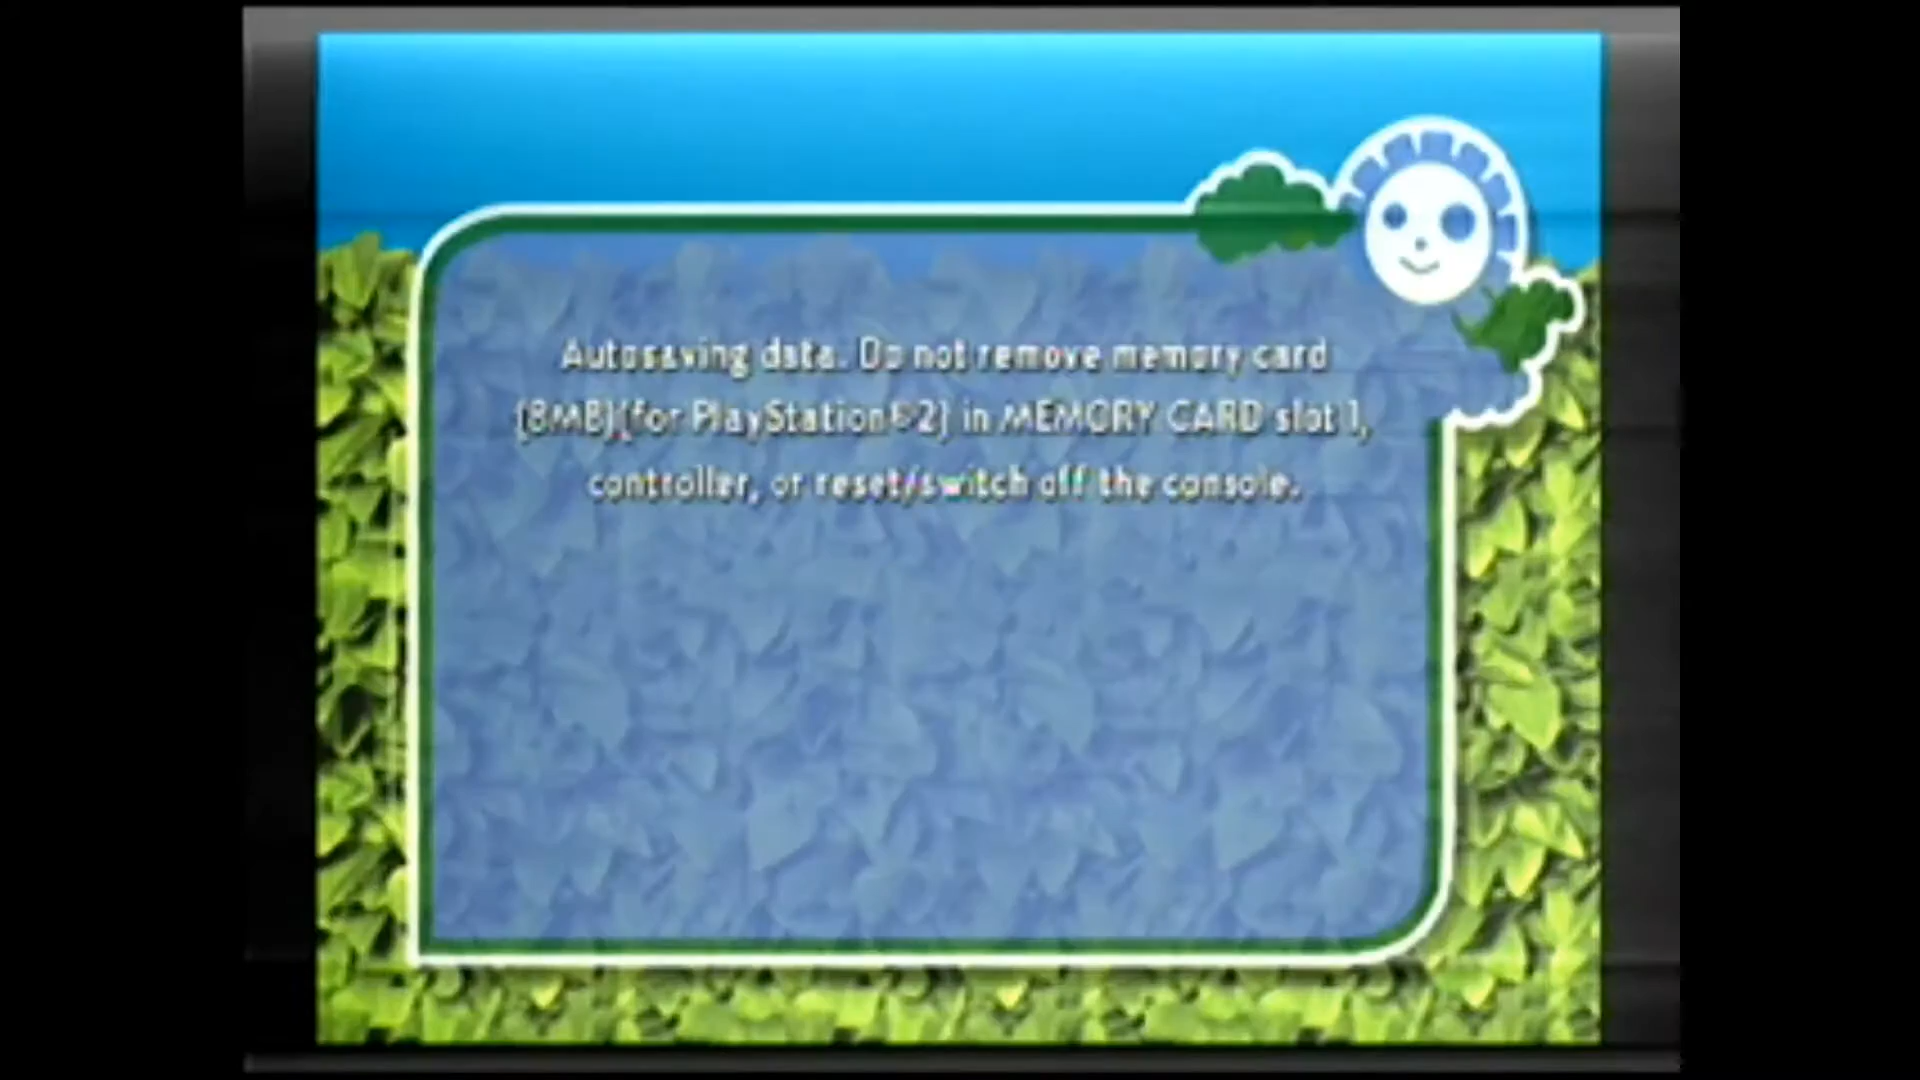 Autosaving data. Do not remove memory card
(8MB)(for PlayStation®2) in MEMORY CARD slot 1,
controller, or reset/switch off the console.